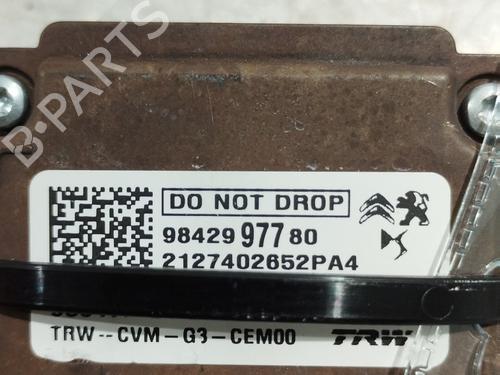 B-PARTS
DO NOT DROP
98429 977 80
2127402652PA4
TRW--CVM-G3-CEM00
TRW